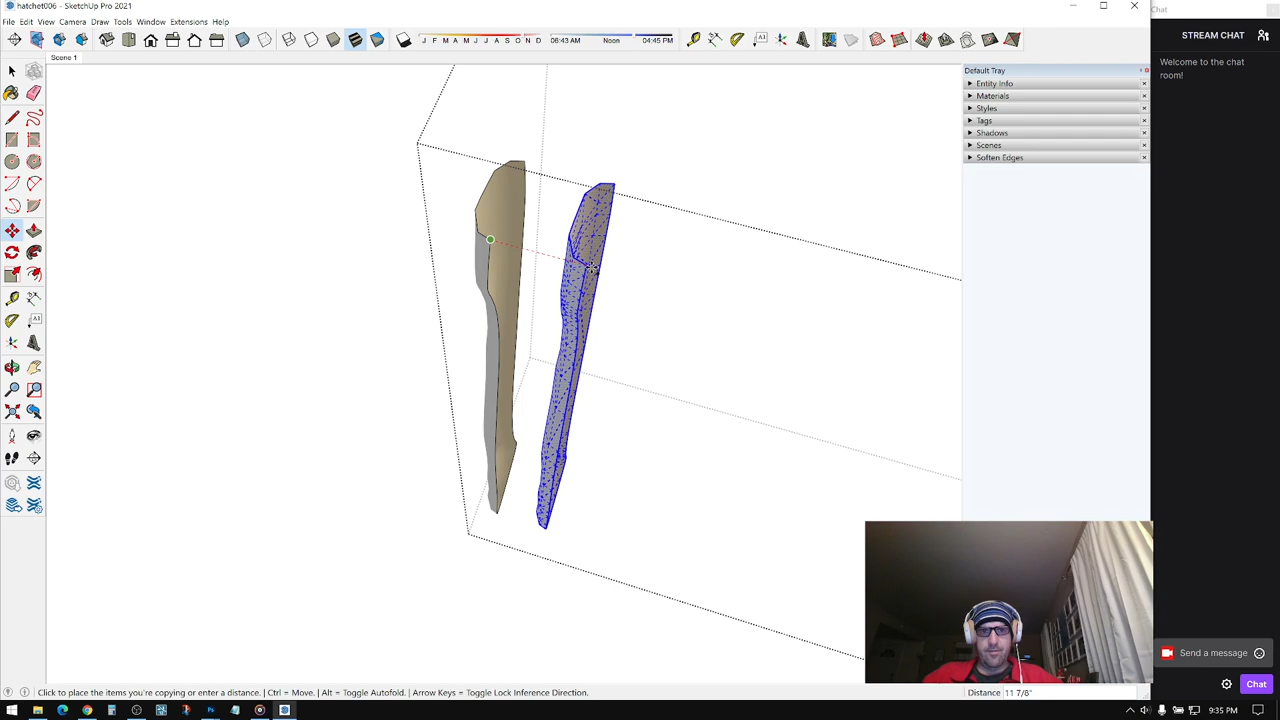 hatchet006 - SketchUp Pro 2021
File Edit View Camera Draw Tools Window Extensions Help
J F M A M J J A S O N D 06:43 AM Noon 04:45 PM
Scene 1
Default Tray
Entity Info
Materials
Styles
Tags
Shadows
Scenes
Soften Edges
Click to place the items you're copying or enter a distance. | Ctrl = Move. | Alt = Toggle Autofold. | Arrow Keys = Toggle Lock Inference Direction.
Distance 11 7/8"
Chat
STREAM CHAT
Welcome to the chat
room!
Send a message
Chat
9:35 PM